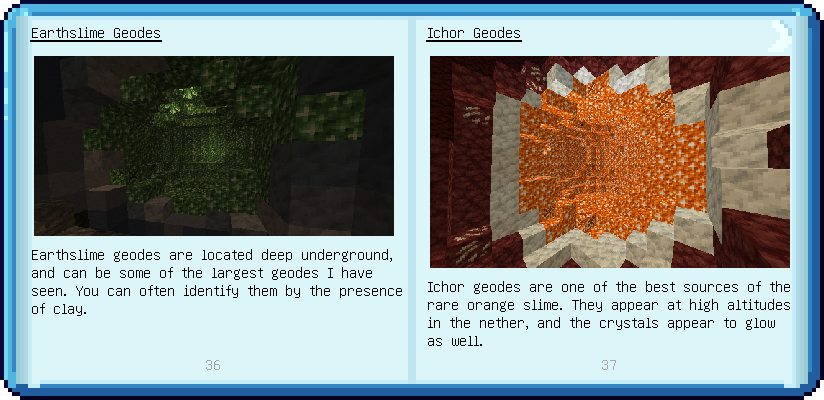 Earthslime Geodes
Earthslime geodes are located deep underground,
and can be some of the largest geodes I have
seen. You can often identify them by the presence
of clay.
36
Ichor Geodes
Ichor geodes are one of the best sources of the
rare orange slime. They appear at high altitudes
in the nether, and the crystals appear to glow
as well.
37